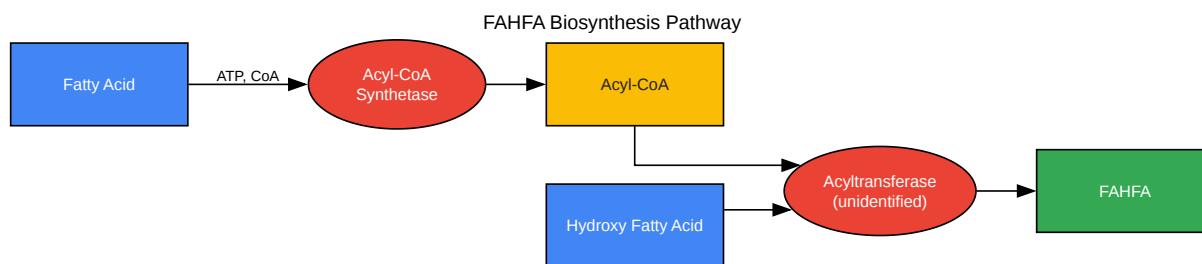 FAHFA Biosynthesis Pathway
Fatty Acid
ATP, CoA
Acyl-CoA
Synthetase
Acyl-CoA
Hydroxy Fatty Acid
Acyltransferase
(unidentified)
FAHFA